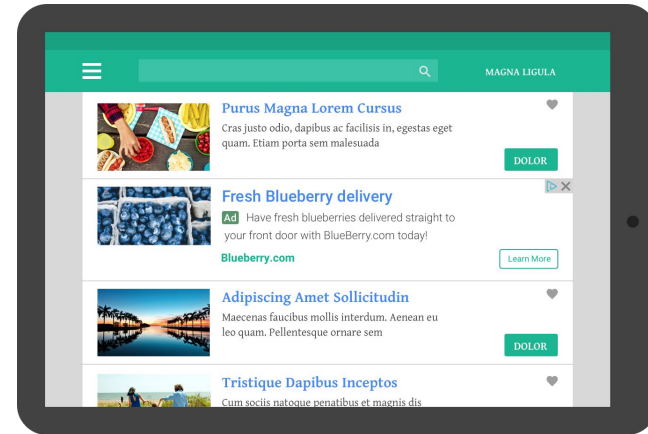 MAGNA LIGULA
Purus Magna Lorem Cursus
Cras justo odio, dapibus ac facilisis in, egestas eget
quam. Etiam porta sem malesuada
DOLOR
Fresh Blueberry delivery
Ad Have fresh blueberries delivered straight to
your front door with BlueBerry.com today!
Blueberry.com
Learn More
Adipiscing Amet Sollicitudin
Maecenas faucibus mollis interdum. Aenean eu
leo quam. Pellentesque ornare sem
DOLOR
Tristique Dapibus Inceptos
Cum sociis natoque penatibus et magnis dis